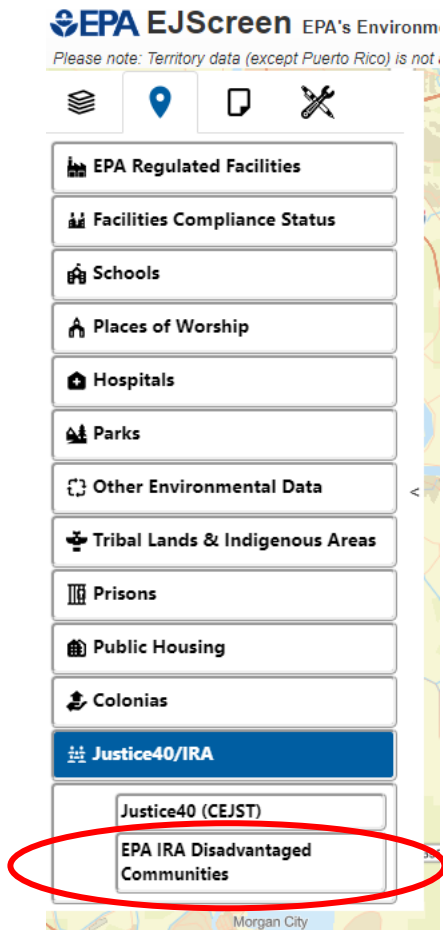 EPA EJScreen EPA's Environm
Please note: Territory data (except Puerto Rico) is not a
EPA Regulated Facilities
Facilities Compliance Status
Schools
Places of Worship
Hospitals
Parks
Other Environmental Data
<
Tribal Lands & Indigenous Areas
Prisons
Public Housing
Colonias
Justice40/IRA
Justice40 (CEJST)
EPA IRA Disadvantaged
Communities
Morgan City